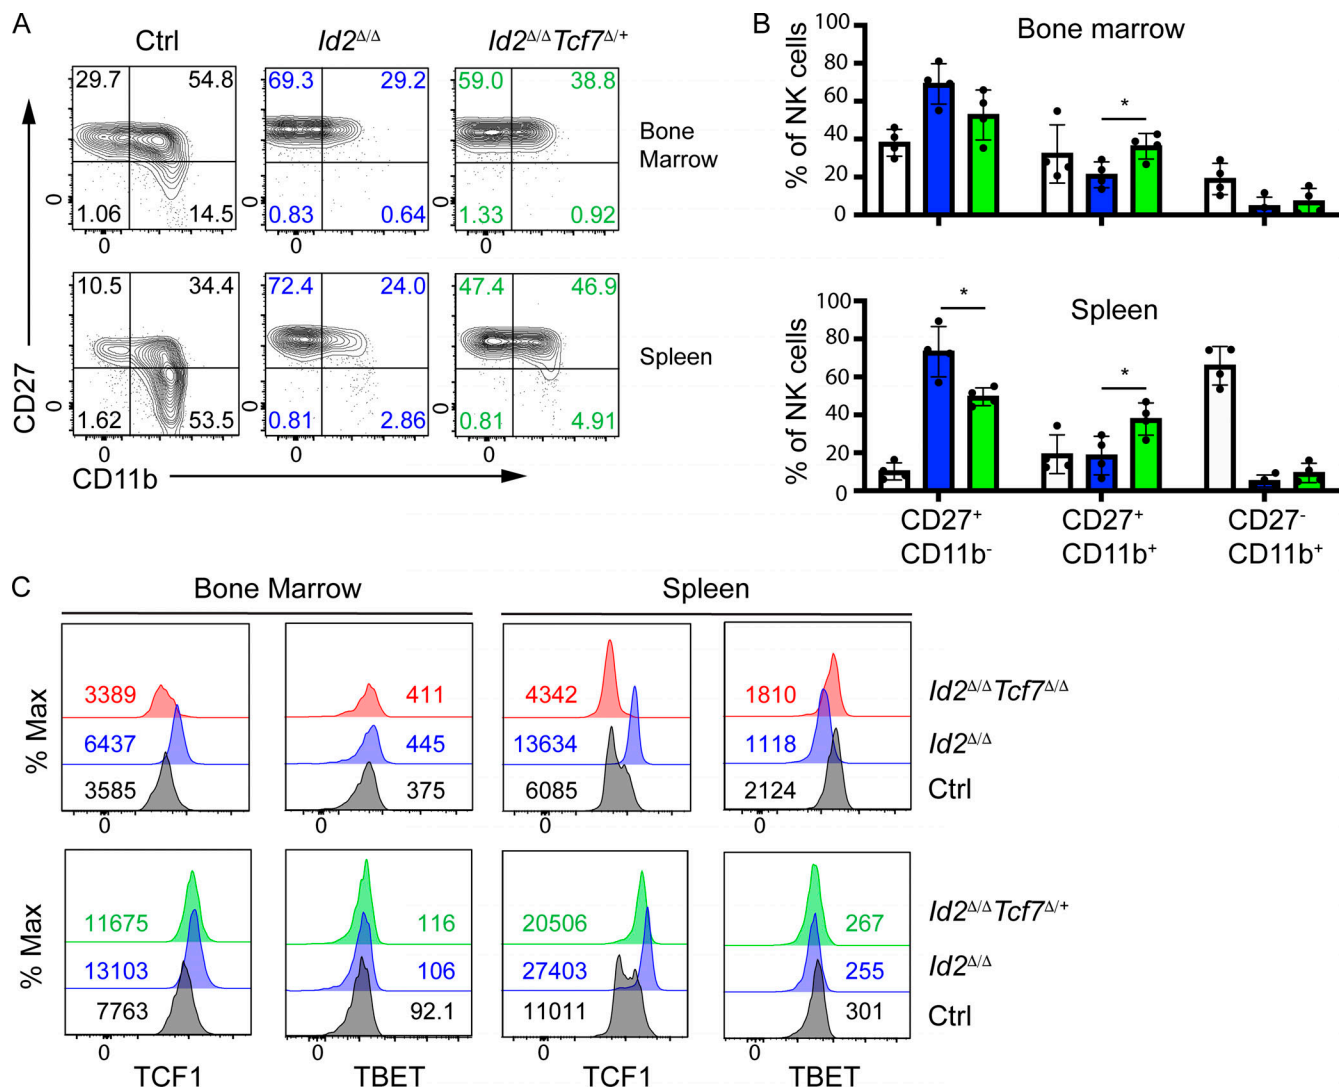 A
Ctrl
Id2Δ/Δ
Id2Δ/ΔTcf7Δ/+
29.7 54.8
1.06 14.5
69.3 29.2
0.83 0.64
59.0 38.8
1.33 0.92
Bone
Marrow
0 0 0
0 0 0
10.5 34.4
1.62 53.5
72.4 24.0
0.81 2.86
47.4 46.9
0.81 4.91
Spleen
0 0 0
0 0 0
CD27
CD11b
B
Bone marrow
% of NK cells
100
80
60
40
20
0
*
Spleen
% of NK cells
100
80
60
40
20
0
*
*
CD27+ CD27+ CD27-
CD11b- CD11b+ CD11b+
C
Bone Marrow
Spleen
% Max
3389 411 4342 1810 Id2Δ/ΔTcf7Δ/Δ
6437 445 13634 1118 Id2Δ/Δ
3585 375 6085 2124 Ctrl
0 0 0 0
% Max
11675 116 20506 267 Id2Δ/ΔTcf7Δ/+
13103 106 27403 255 Id2Δ/Δ
7763 92.1 11011 301 Ctrl
0 0 0 0
TCF1 TBET TCF1 TBET